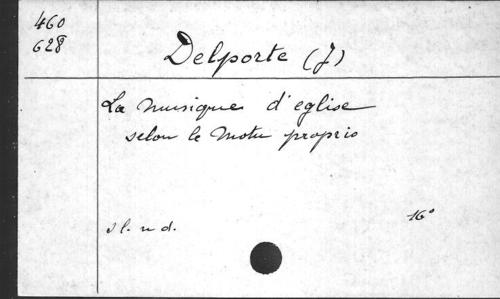 460
628
Delporte (J)
La musique d'eglise
selon le Motu proprio
s l. n d.
16°